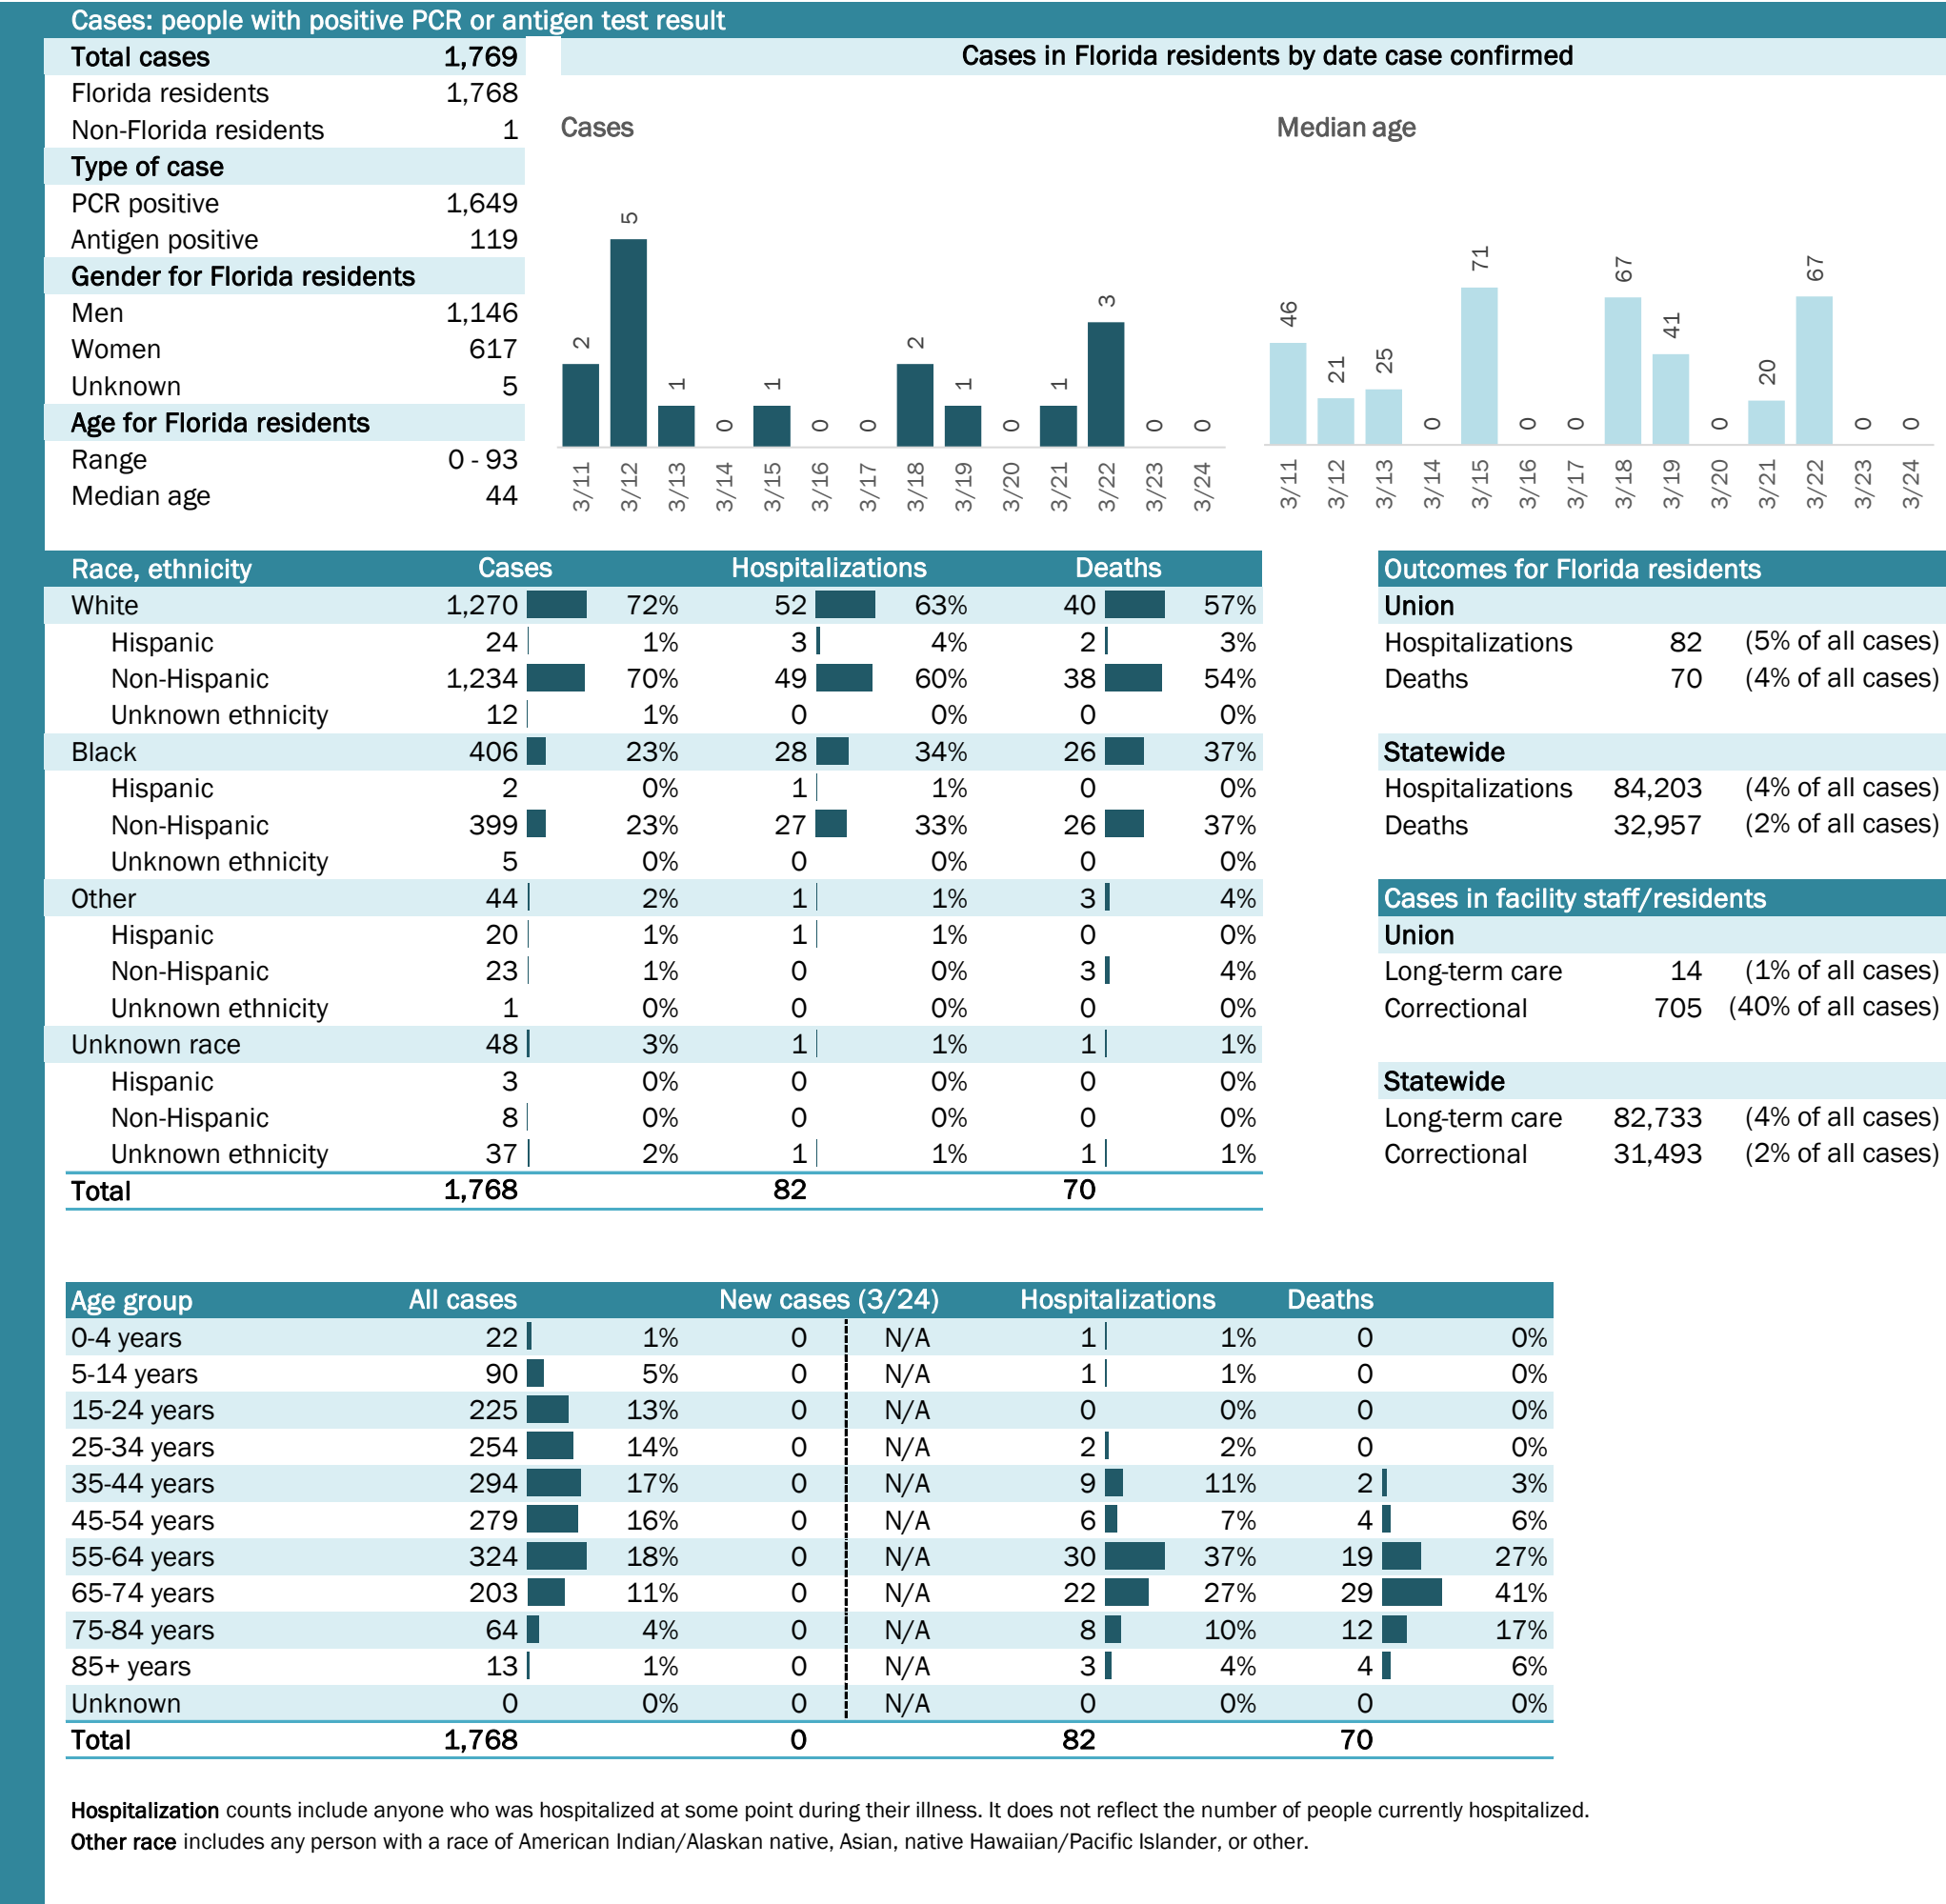 Cases: people with positive PCR or antigen test result
Total cases 1,769
Florida residents 1,768
Non-Florida residents 1
Type of case
PCR positive 1,649
Antigen positive 119
Gender for Florida residents
Men 1,146
Women 617
Unknown 5
Age for Florida residents
Range 0 - 93
Median age 44
Cases in Florida residents by date case confirmed
Cases
2 5 1 0 1 0 0 2 1 0 1 3 0 0
3/11 3/12 3/13 3/14 3/15 3/16 3/17 3/18 3/19 3/20 3/21 3/22 3/23 3/24
Median age
46 21 25 0 71 0 0 67 41 0 20 67 0 0
3/11 3/12 3/13 3/14 3/15 3/16 3/17 3/18 3/19 3/20 3/21 3/22 3/23 3/24
Race, ethnicity Cases Hospitalizations Deaths
White 1,270 72% 52 63% 40 57%
Hispanic 24 1% 3 4% 2 3%
Non-Hispanic 1,234 70% 49 60% 38 54%
Unknown ethnicity 12 1% 0 0% 0 0%
Black 406 23% 28 34% 26 37%
Hispanic 2 0% 1 1% 0 0%
Non-Hispanic 399 23% 27 33% 26 37%
Unknown ethnicity 5 0% 0 0% 0 0%
Other 44 2% 1 1% 3 4%
Hispanic 20 1% 1 1% 0 0%
Non-Hispanic 23 1% 0 0% 3 4%
Unknown ethnicity 1 0% 0 0% 0 0%
Unknown race 48 3% 1 1% 1 1%
Hispanic 3 0% 0 0% 0 0%
Non-Hispanic 8 0% 0 0% 0 0%
Unknown ethnicity 37 2% 1 1% 1 1%
Total 1,768 82 70
Outcomes for Florida residents
Union
Hospitalizations 82 (5% of all cases)
Deaths 70 (4% of all cases)
Statewide
Hospitalizations 84,203 (4% of all cases)
Deaths 32,957 (2% of all cases)
Cases in facility staff/residents
Union
Long-term care 14 (1% of all cases)
Correctional 705 (40% of all cases)
Statewide
Long-term care 82,733 (4% of all cases)
Correctional 31,493 (2% of all cases)
Age group All cases New cases (3/24) Hospitalizations Deaths
0-4 years 22 1% 0 N/A 1 1% 0 0%
5-14 years 90 5% 0 N/A 1 1% 0 0%
15-24 years 225 13% 0 N/A 0 0% 0 0%
25-34 years 254 14% 0 N/A 2 2% 0 0%
35-44 years 294 17% 0 N/A 9 11% 2 3%
45-54 years 279 16% 0 N/A 6 7% 4 6%
55-64 years 324 18% 0 N/A 30 37% 19 27%
65-74 years 203 11% 0 N/A 22 27% 29 41%
75-84 years 64 4% 0 N/A 8 10% 12 17%
85+ years 13 1% 0 N/A 3 4% 4 6%
Unknown 0 0% 0 N/A 0 0% 0 0%
Total 1,768 0 82 70
Hospitalization counts include anyone who was hospitalized at some point during their illness. It does not reflect the number of people currently hospitalized.
Other race includes any person with a race of American Indian/Alaskan native, Asian, native Hawaiian/Pacific Islander, or other.